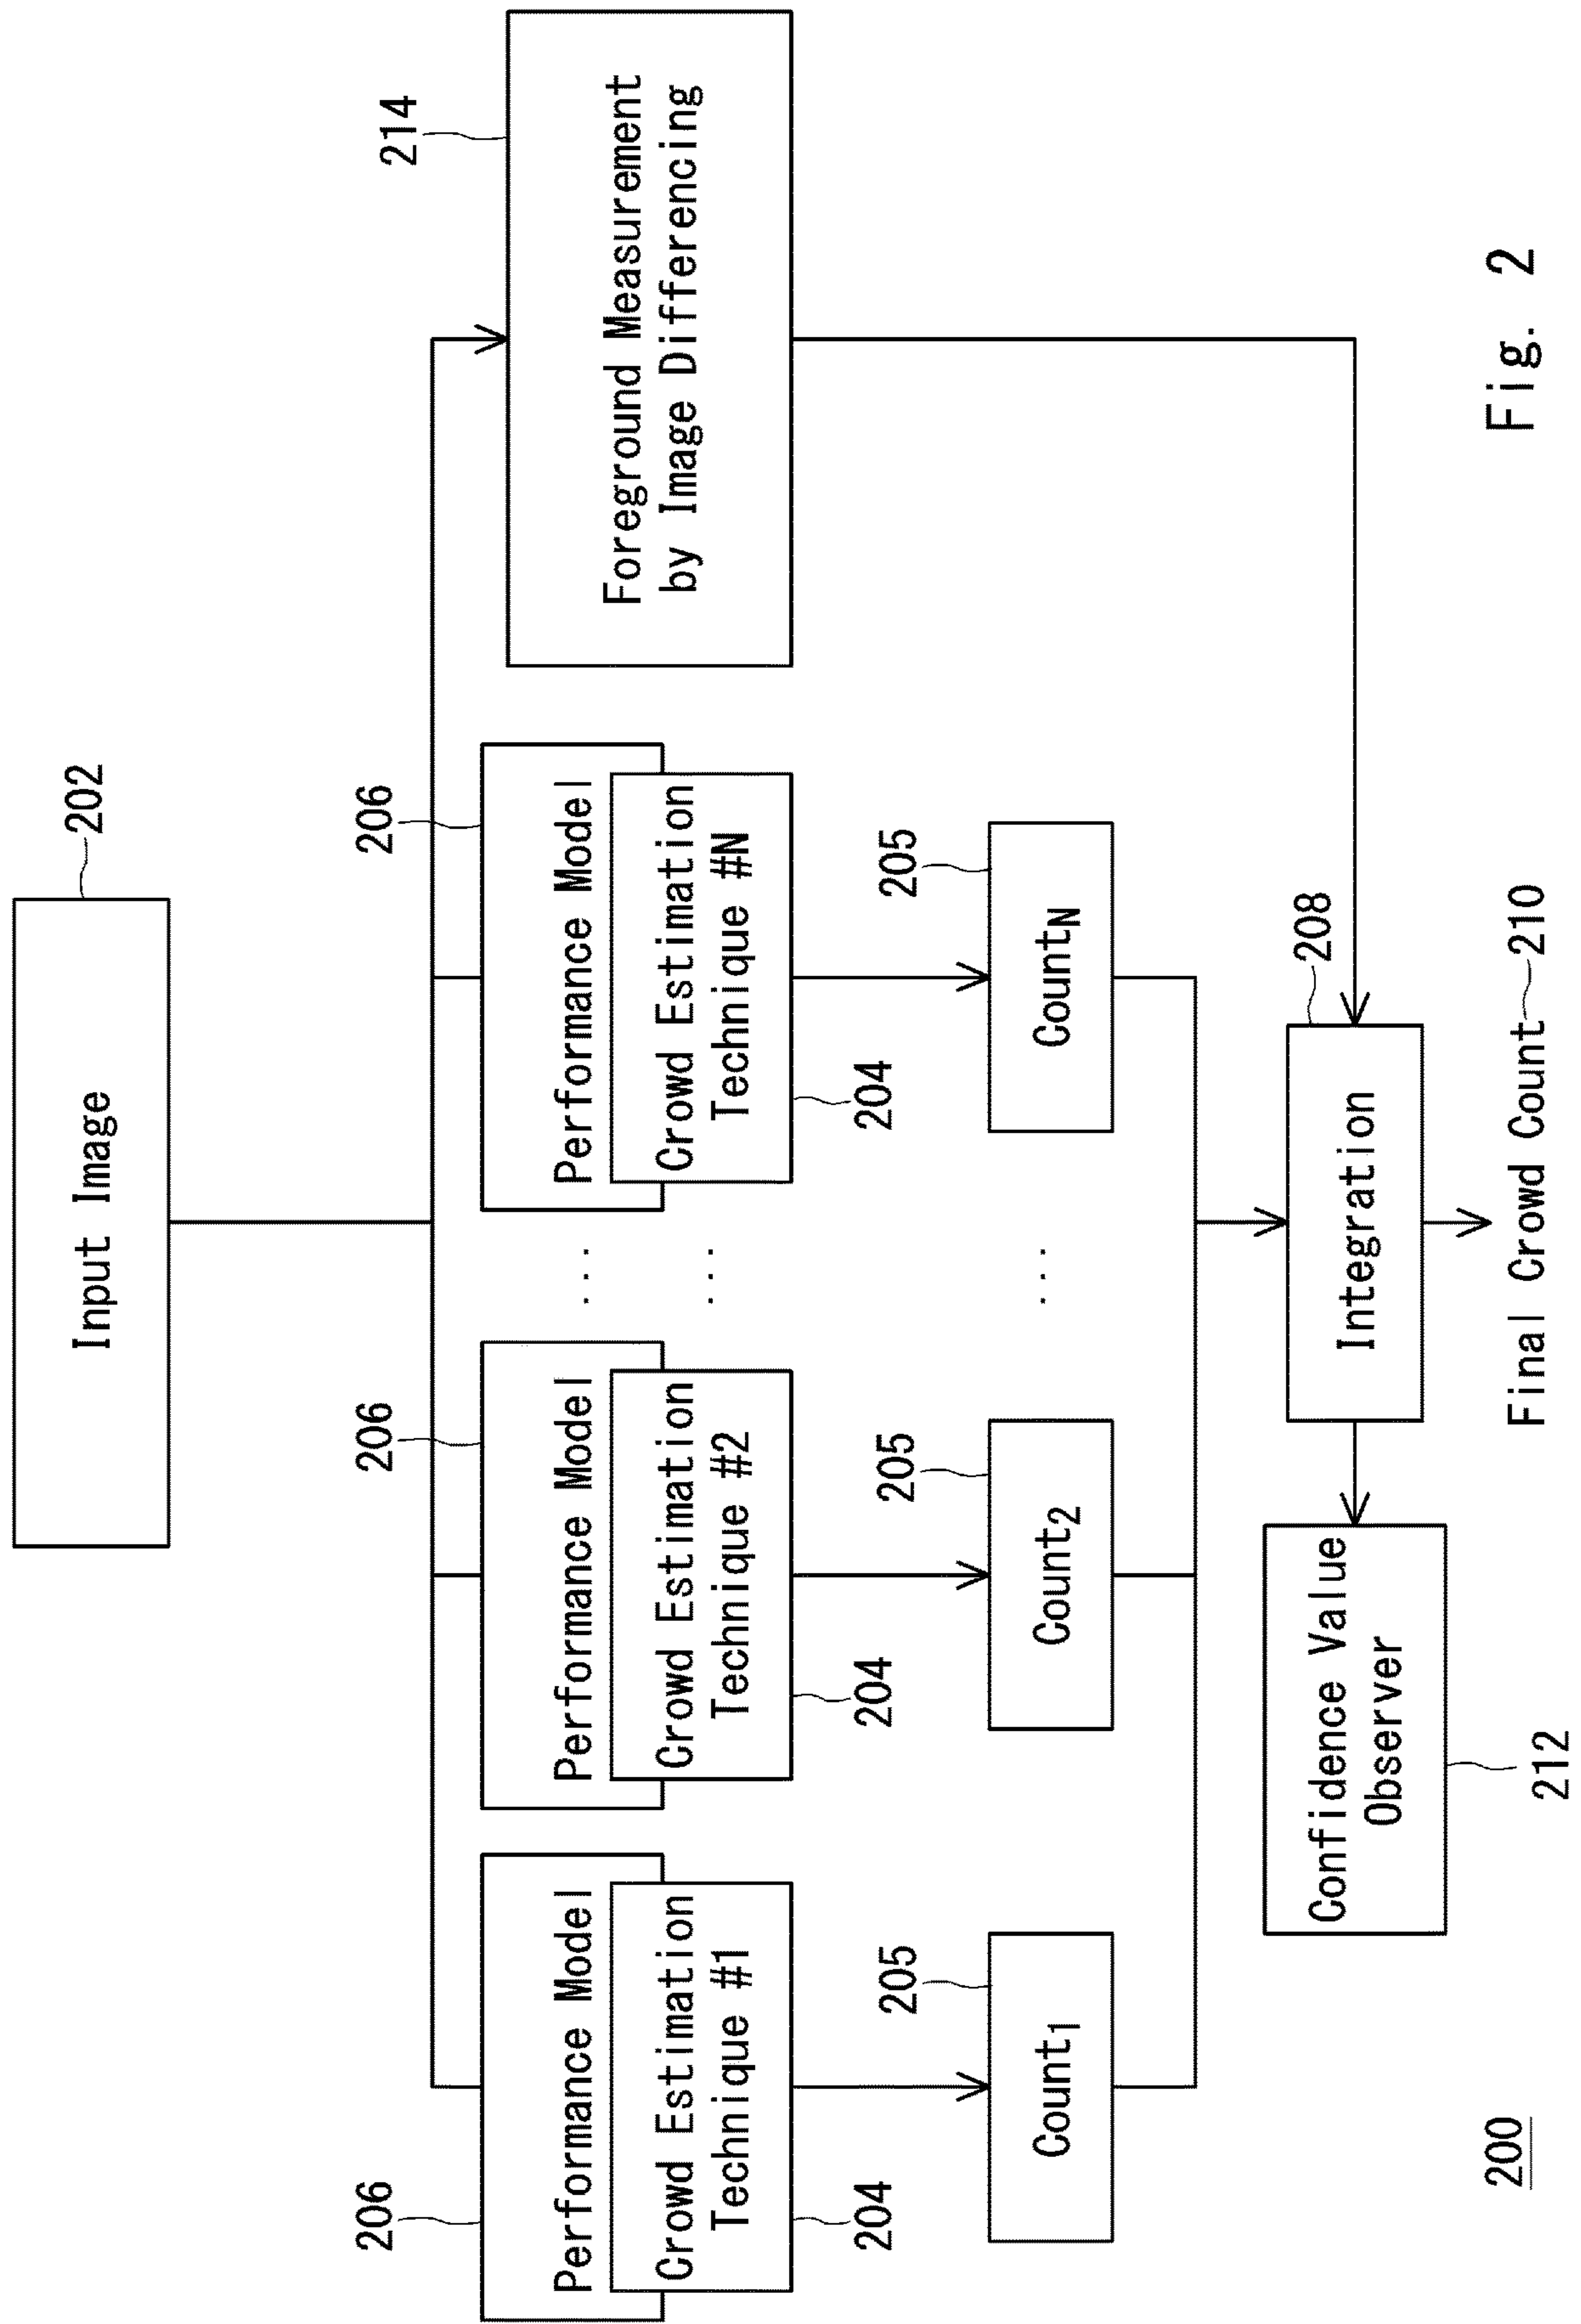 Input Image
202
214
Foreground Measurement
by Image Differencing
206
Performance Model
Crowd Estimation
Technique #1
204
206
Performance Model
Crowd Estimation
Technique #2
204
...
...
206
Performance Model
Crowd Estimation
Technique #N
204
205
Count1
205
Count2
...
205
CountN
Confidence Value
Observer
212
Integration
208
Final Crowd Count
210
200
Fig. 2